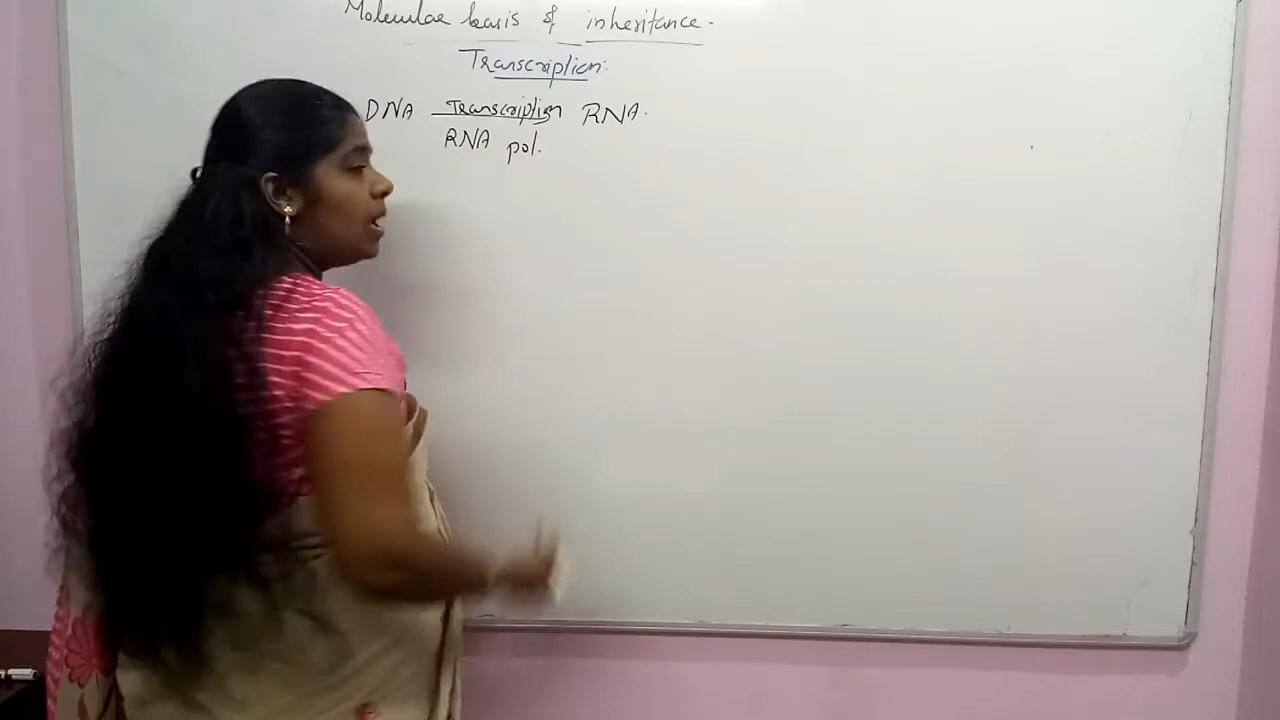 Molecular basis of inheritance.
Transcription:
DNA Transcription RNA.
RNA pol.